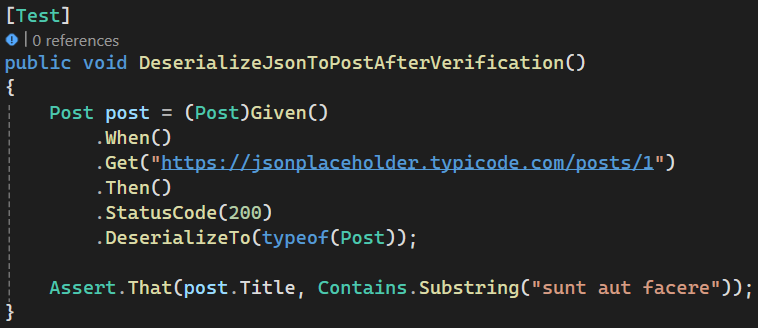 [Test]
| 0 references
public void DeserializeJsonToPostAfterVerification()
{
    Post post = (Post)Given()
        .When()
        .Get("https://jsonplaceholder.typicode.com/posts/1")
        .Then()
        .StatusCode(200)
        .DeserializeTo(typeof(Post));

    Assert.That(post.Title, Contains.Substring("sunt aut facere"));
}